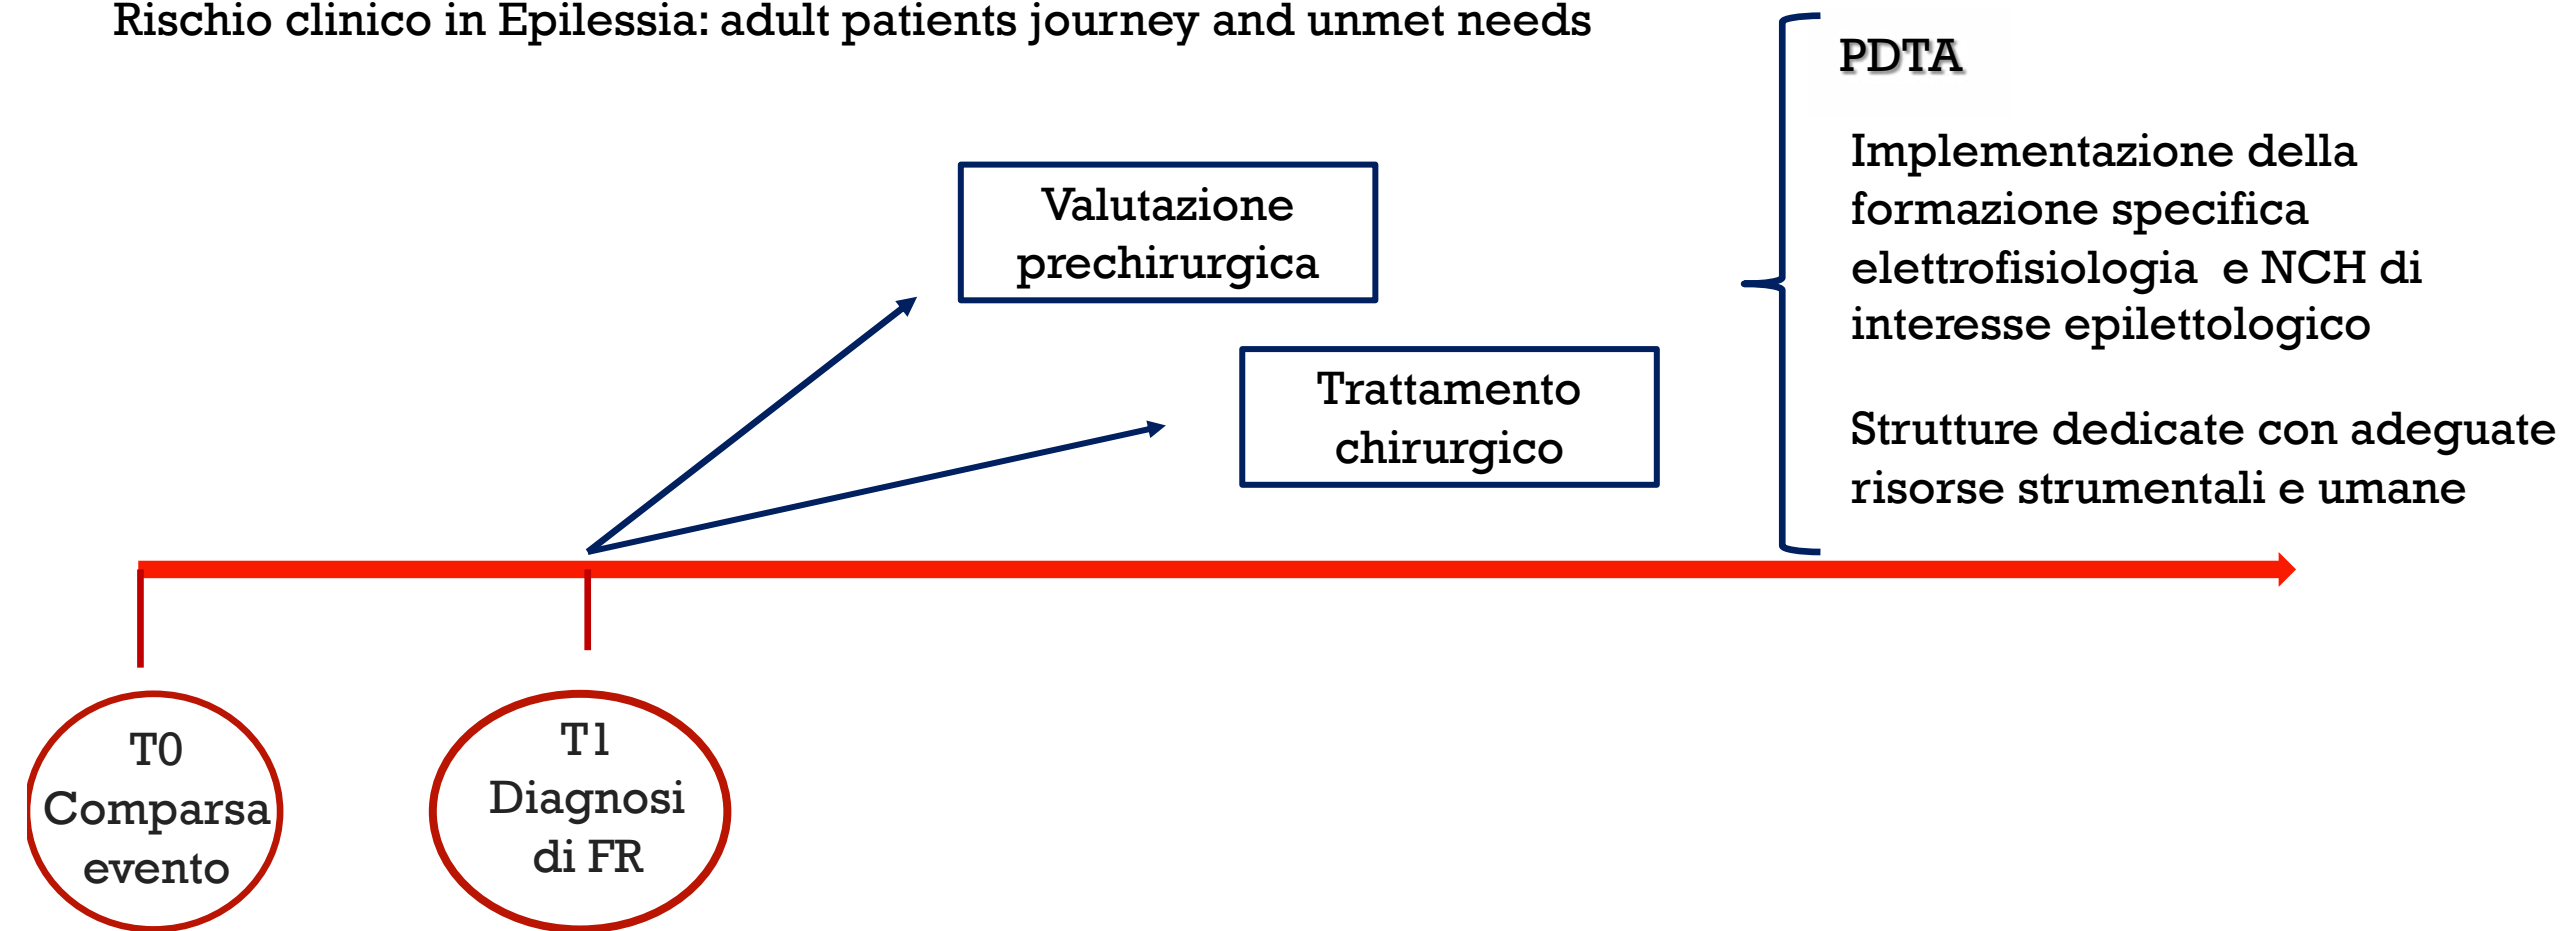 Rischio clinico in Epilessia: adult patients journey and unmet needs
PDTA
Implementazione della
formazione specifica
elettrofisiologia e NCH di
interesse epilettologico
Strutture dedicate con adeguate
risorse strumentali e umane
Valutazione
prechirurgica
Trattamento
chirurgico
T0
Comparsa
evento
T1
Diagnosi
di FR